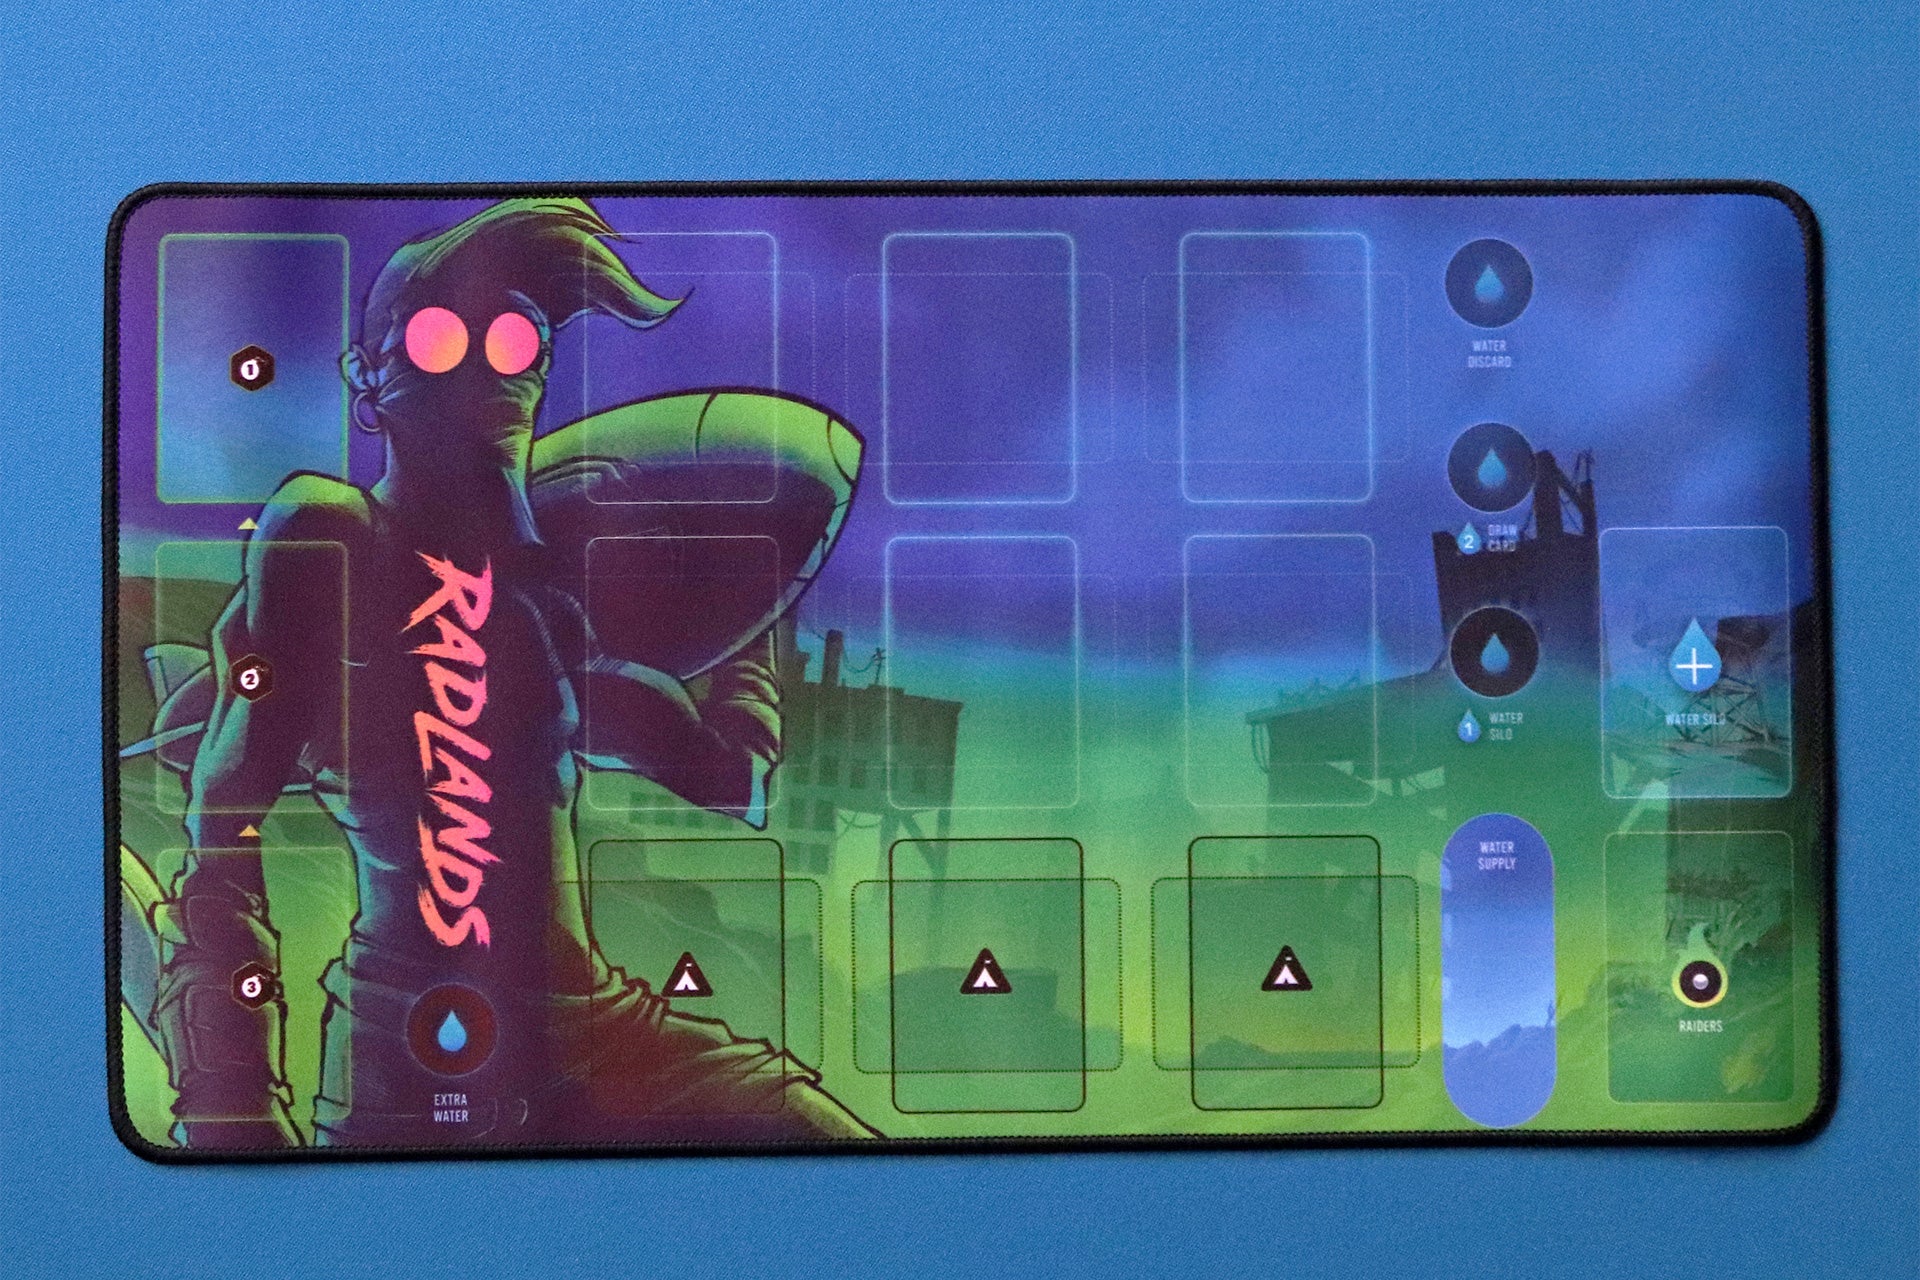 1
2
3
RADLANDS
EXTRA
WATER
WATER
DISCARD
2
DRAW
CARD
1
WATER
SILO
WATER SILO
WATER
SUPPLY
RAIDERS